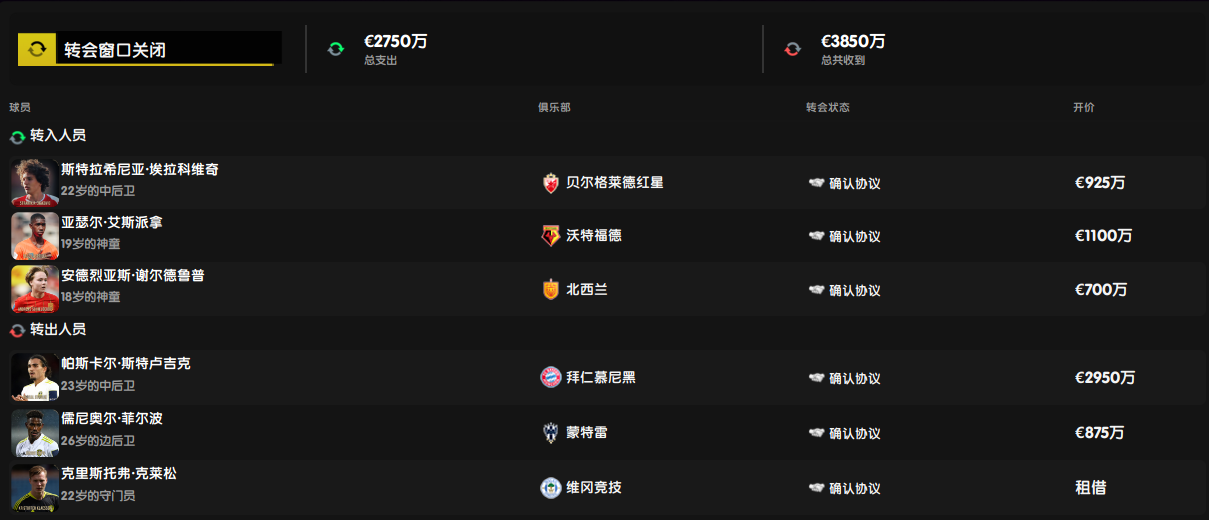 转会窗口关闭
€2750万
总支出
€3850万
总共收到
球员 俱乐部 转会状态 开价
转入人员
斯特拉希尼亚·埃拉科维奇
22岁的中后卫
贝尔格莱德红星 确认协议 €925万
亚瑟尔·艾斯派拿
19岁的神童
沃特福德 确认协议 €1100万
安德烈亚斯·谢尔德鲁普
18岁的神童
北西兰 确认协议 €700万
转出人员
帕斯卡尔·斯特卢吉克
23岁的中后卫
拜仁慕尼黑 确认协议 €2950万
儒尼奥尔·菲尔波
26岁的边后卫
蒙特雷 确认协议 €875万
克里斯托弗·克莱松
22岁的守门员
维冈竞技 确认协议 租借